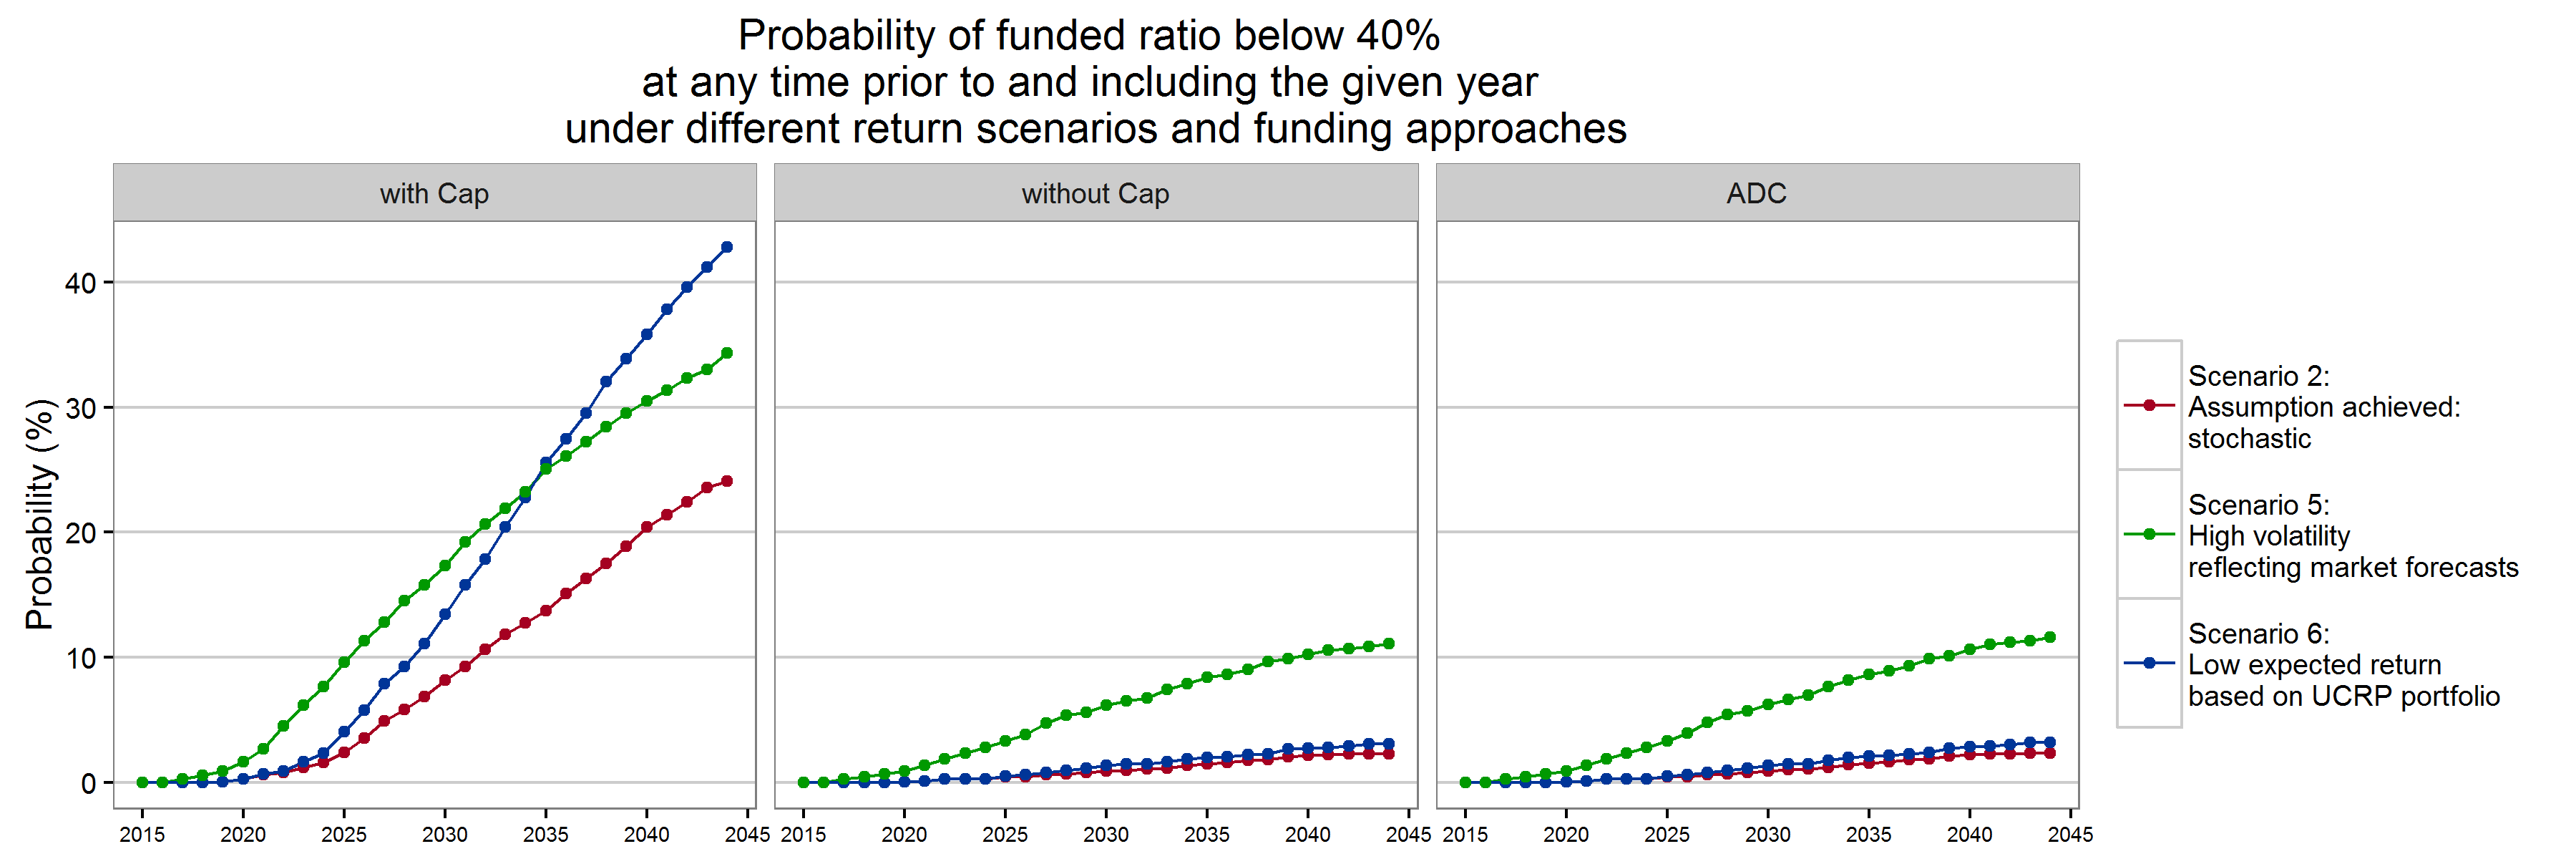 Probability of funded ratio below 40%
at any time prior to and including the given year
under different return scenarios and funding approaches
with Cap
without Cap
ADC
Probability (%)
40
30
20
10
0
2015 2020 2025 2030 2035 2040 2045
2015 2020 2025 2030 2035 2040 2045
2015 2020 2025 2030 2035 2040 2045
Scenario 2:
Assumption achieved:
stochastic
Scenario 5:
High volatility
reflecting market forecasts
Scenario 6:
Low expected return
based on UCRP portfolio